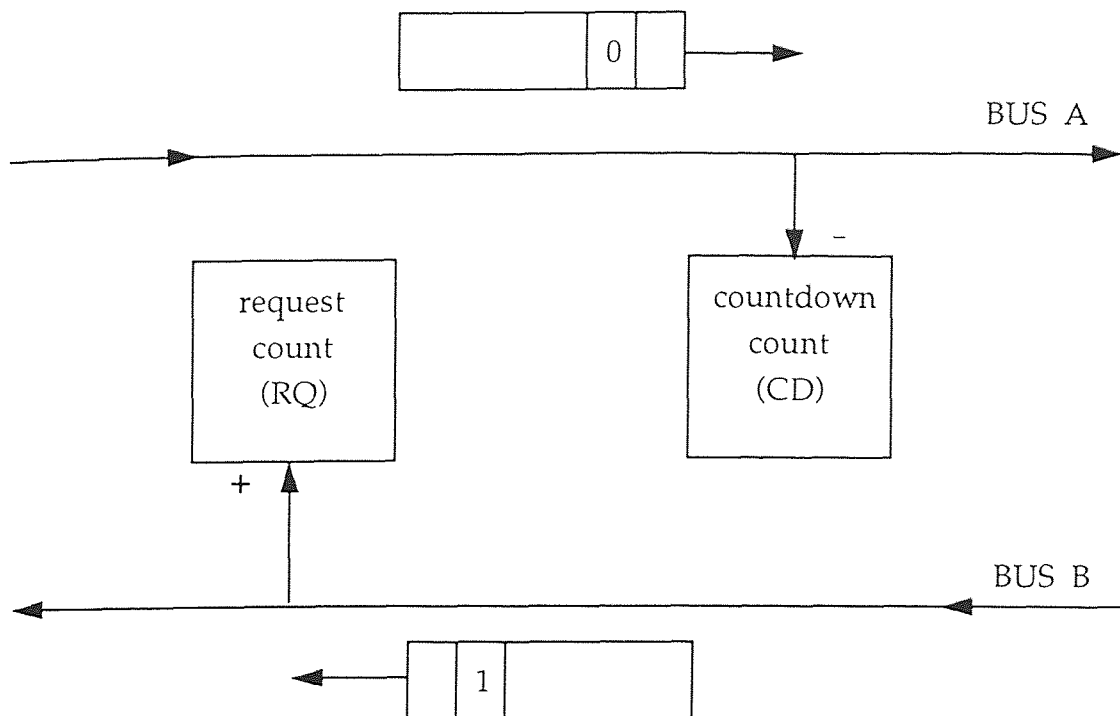 0
BUS A
–
request
count
(RQ)
countdown
count
(CD)
+
BUS B
1